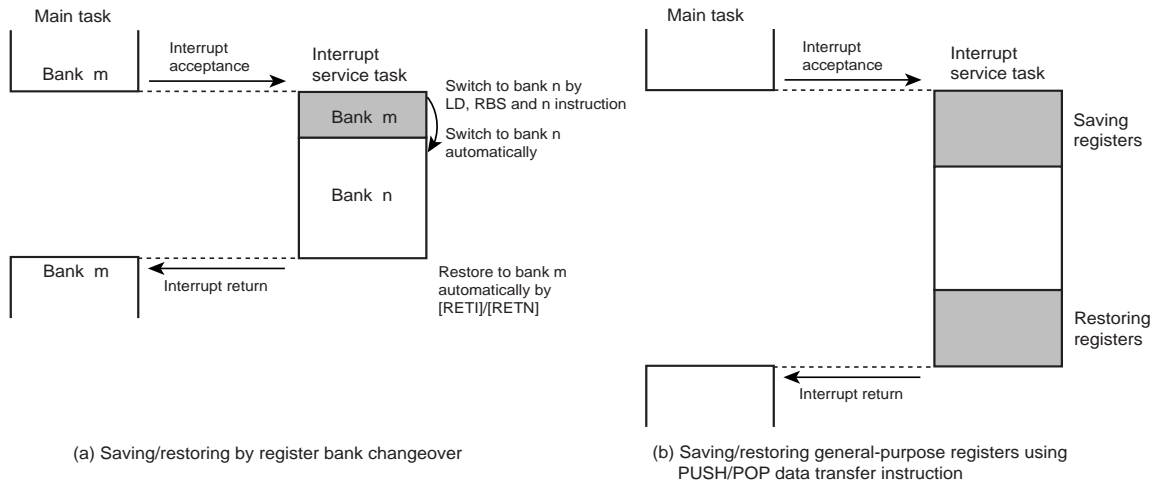 Main task
Bank m
Interrupt
acceptance
Interrupt
service task
Bank m
Switch to bank n by
LD, RBS and n instruction
Switch to bank n
automatically
Bank n
Bank m
Interrupt return
Restore to bank m
automatically by
[RETI]/[RETN]
(a) Saving/restoring by register bank changeover
Main task
Interrupt
acceptance
Interrupt
service task
Saving
registers
Restoring
registers
Interrupt return
(b) Saving/restoring general-purpose registers using
PUSH/POP data transfer instruction